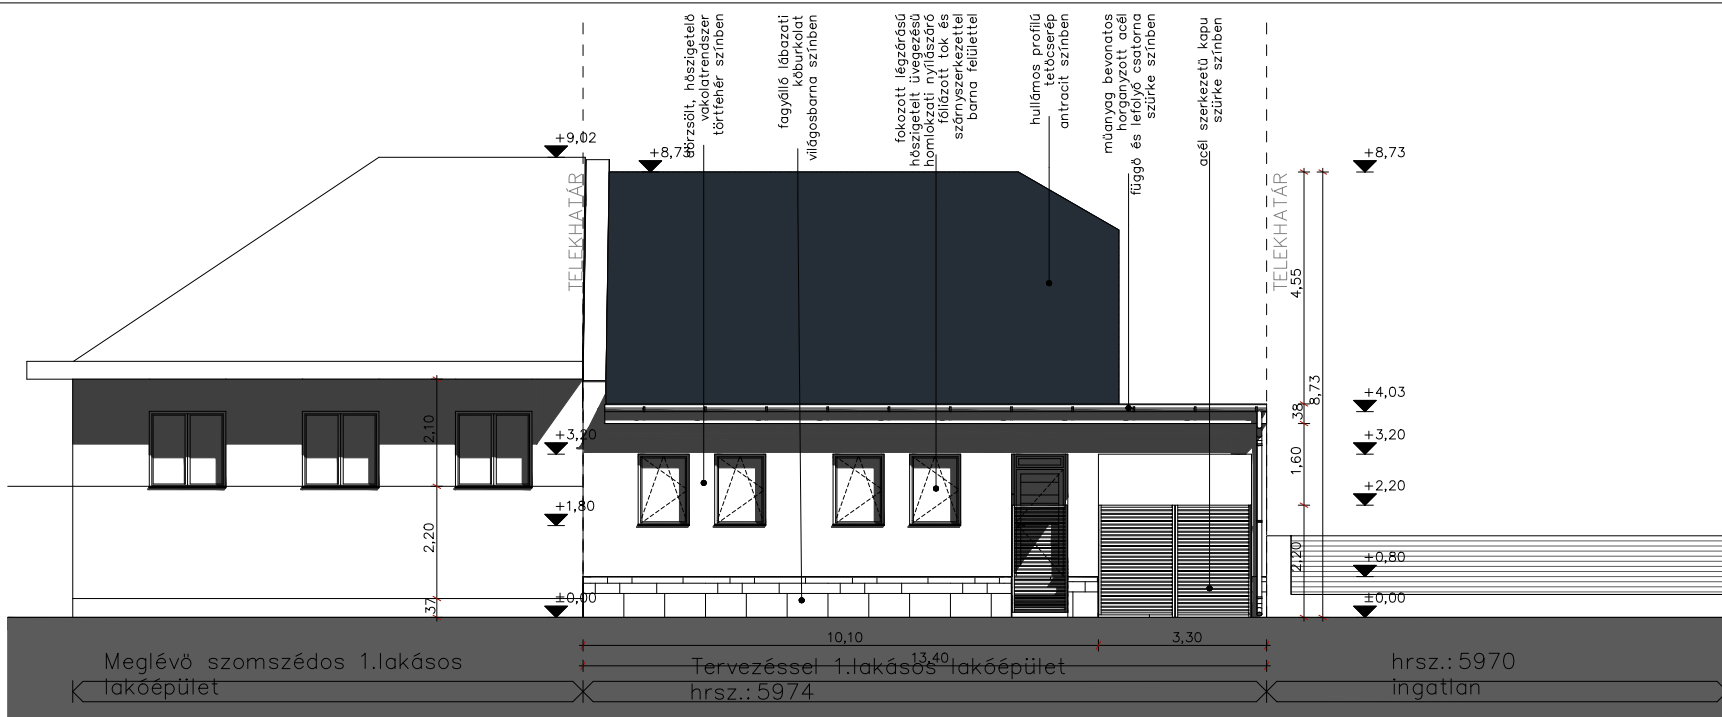 dörzsölt, hőszigetelő
vakolatrendszer
törtfehér színben
fagyálló lábazati
kőburkolat
világosbarna színben
fokozott légzárású
hőszigetelt üvegezésű
homlokzati nyílászáró
fóliázott tok és
szárnyszerkezettel
barna felülettel
hullámos profilú
tetőcserép
antracit színben
műanyag bevonatos
horganyzott acél
függő és lefolyó csatorna
szürke színben
acél szerkezetű kapu
szürke színben
+9,02
+8,73
+8,73
TELEKHATÁR
TELEKHATÁR
4,55
8,73
38
1,60
2,20
+4,03
+3,20
+2,20
+0,80
±0,00
2,10
2,20
37
+3,20
+1,80
±0,00
10,10
3,30
13,40
Meglévő szomszédos 1.lakásos
lakóépület
Tervezéssel 1.lakásos lakóépület
hrsz.:5974
hrsz.:5970
ingatlan